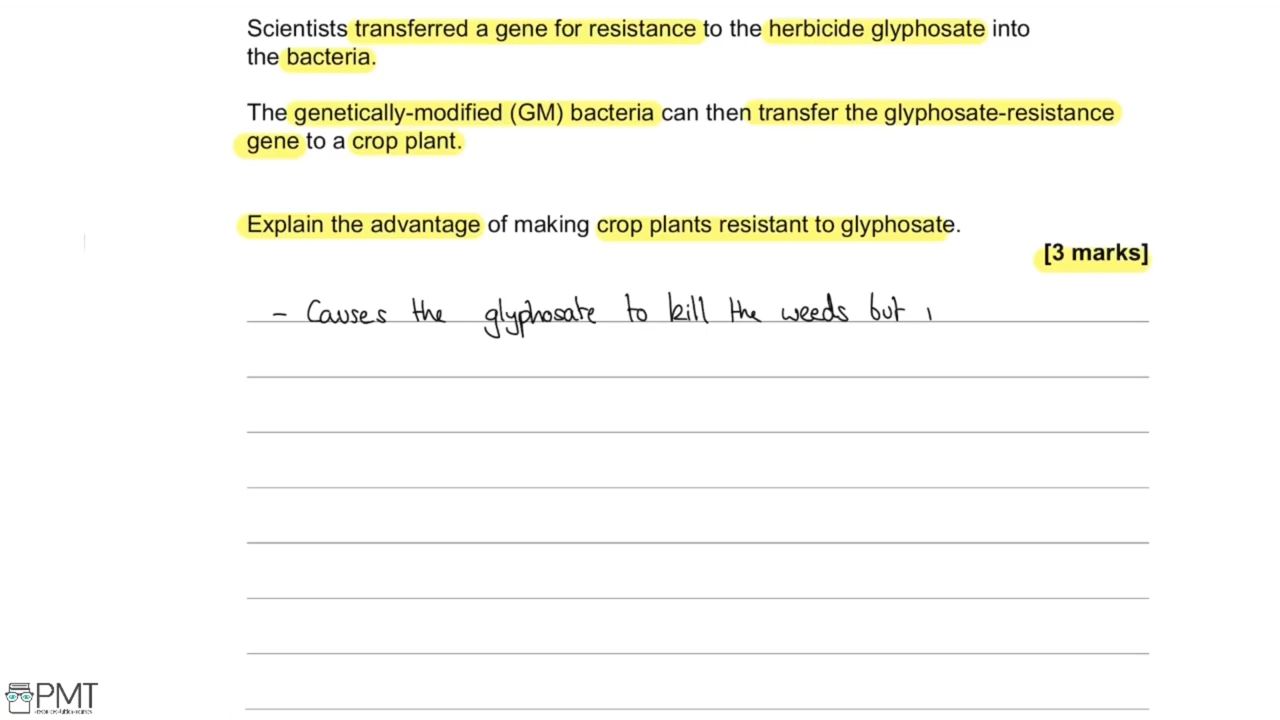 Scientists transferred a gene for resistance to the herbicide glyphosate into
the bacteria.
The genetically-modified (GM) bacteria can then transfer the glyphosate-resistance
gene to a crop plant.
Explain the advantage of making crop plants resistant to glyphosate.
[3 marks]
- Causes the glyphosate to kill the weeds but
PMT